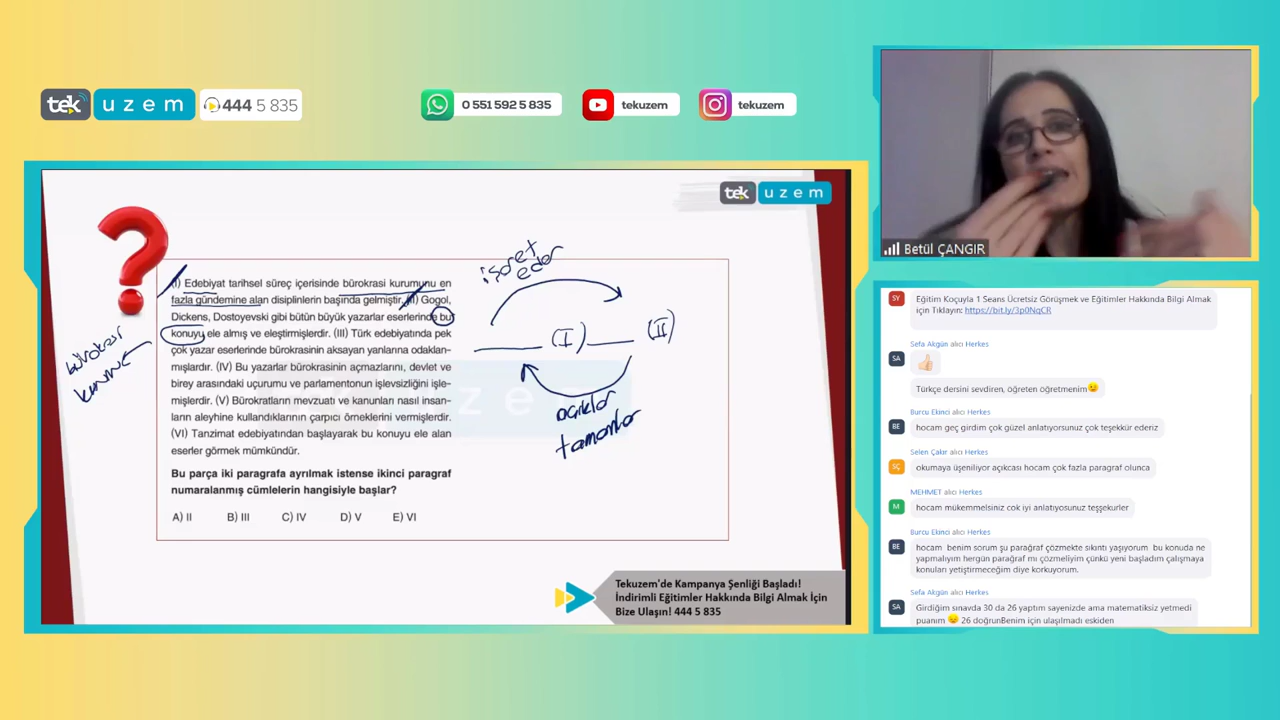 tek uzem 444 5 835
0 551 592 5 835
tekuzem
tekuzem
tek uzem
(I) Edebiyat tarihsel süreç içerisinde bürokrasi kurumunu en
fazla gündemine alan disiplinlerin başında gelmiştir. (II) Gogol,
Dickens, Dostoyevski gibi bütün büyük yazarlar eserlerinde bu
konuyu ele almış ve eleştirmişlerdir. (III) Türk edebiyatında pek
çok yazar eserlerinde bürokrasinin aksayan yanlarına odaklan-
mışlardır. (IV) Bu yazarlar bürokrasinin açmazlarını, devlet ve
birey arasındaki uçurumu ve parlamentonun işlevsizliğini işle-
mişlerdir. (V) Bürokratların mevzuatı ve kanunları nasıl insan-
ların aleyhine kullandıklarının çarpıcı örneklerini vermişlerdir.
(VI) Tanzimat edebiyatından başlayarak bu konuyu ele alan
eserler görmek mümkündür.
Bu parça iki paragrafa ayrılmak istense ikinci paragraf
numaralanmış cümlelerin hangisiyle başlar?
A) II B) III C) IV D) V E) VI
işaret
eder
(I) (II)
açıklar
tamamlar
Tekuzem'de Kampanya Şenliği Başladı!
İndirimli Eğitimler Hakkında Bilgi Almak İçin
Bize Ulaşın! 444 5 835
Betül ÇANGIR
SY
Eğitim Koçuyla 1 Seans Ücretsiz Görüşmek ve Eğitimler Hakkında Bilgi Almak
için Tıklayın: https://bit.ly/3p0NqCR
Sefa Akgün alıcı Herkes
SA
Türkçe dersini sevdiren, öğreten öğretmenim
Burcu Ekinci alıcı Herkes
BE
hocam geç girdim çok güzel anlatıyorsunuz çok teşekkür ederiz
Selen Çakır alıcı Herkes
SÇ
okumaya üşeniliyor açıkcası hocam çok fazla paragraf olunca
MEHMET alıcı Herkes
M
hocam mükemmelsiniz cok iyi anlatıyosunuz teşşekurler
Burcu Ekinci alıcı Herkes
BE
hocam benim sorum şu parağraf çözmekte sıkıntı yaşıyorum bu konuda ne
yapmalıyım hergün parağraf mı çözmeliyim çünkü yeni başladım çalışmaya
konuları yetiştirmeceğim diye korkuyorum.
Sefa Akgün alıcı Herkes
SA
Girdiğim sınavda 30 da 26 yaptım sayenizde ama matematiksiz yetmedi
puanım 26 doğrunBenim için ulaşılmadı eskiden